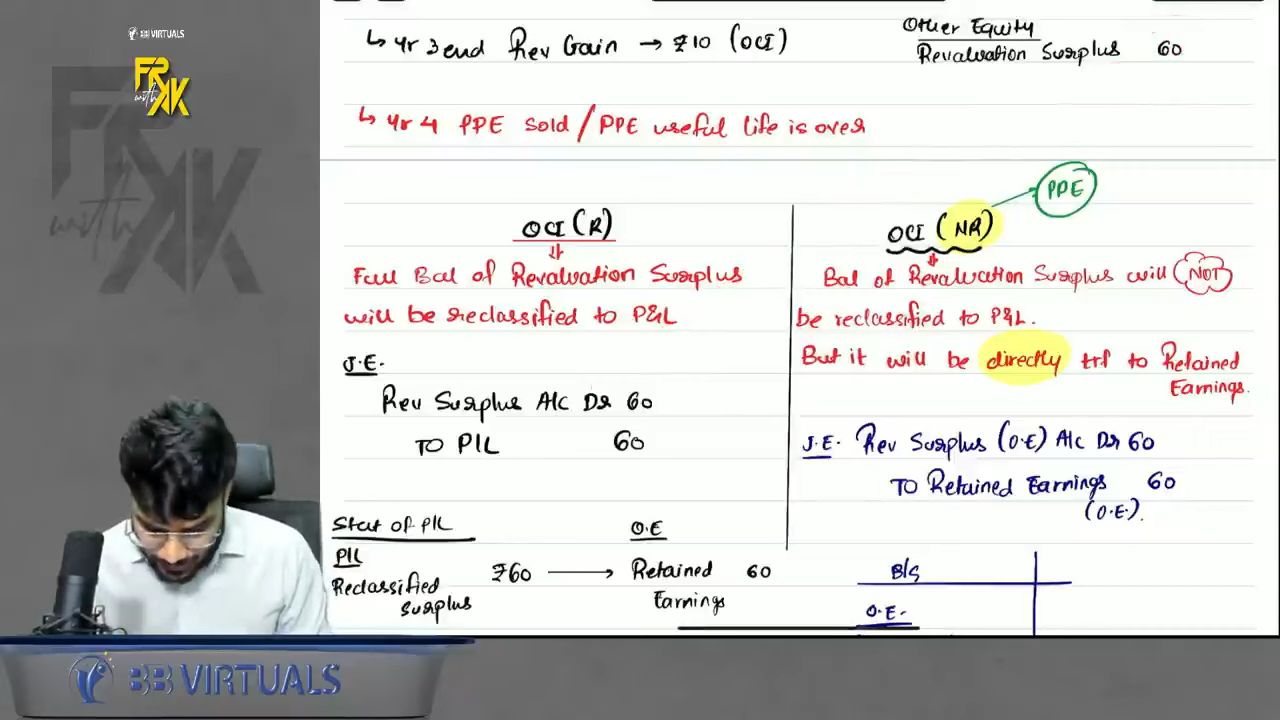 BB VIRTUALS
FR
with
KK
↳ Yr 3 end Rev Gain → ₹10 (OCI)
Other Equity
Revaluation Surplus 60
↳ Yr 4 PPE sold / PPE useful life is over
PPE
OCI (R)
Full Bal of Revaluation Surplus
will be reclassified to P&L
J.E.
Rev Surplus A/c Dr 60
To P/L 60
OCI (NR)
Bal of Revaluation Surplus will NOT
be reclassified to P&L.
But it will be directly trf to Retained
Earnings.
J.E. Rev Surplus (O.E) A/c Dr 60
To Retained Earnings 60
(O.E.).
Stat of P/L
O.E
P/L
Reclassified ₹60 → Retained 60
Surplus Earnings
B/S
O.E.
BB VIRTUALS